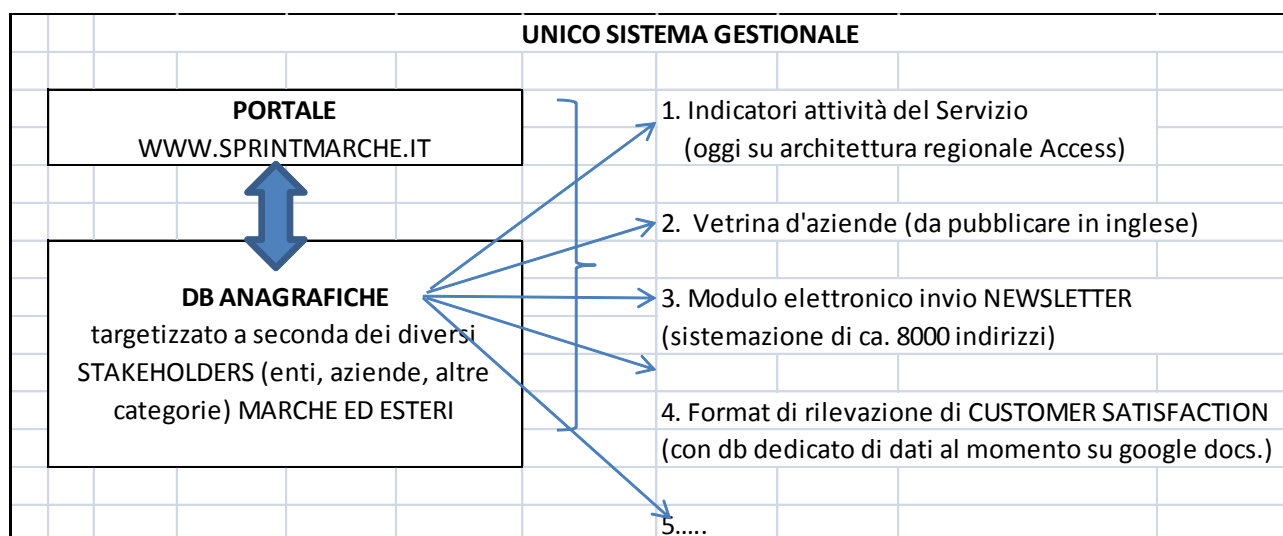 UNICO SISTEMA GESTIONALE
PORTALE
WWW.SPRINTMARCHE.IT
DB ANAGRAFICHE
targetizzato a seconda dei diversi
STAKEHOLDERS (enti, aziende, altre
categorie) MARCHE ED ESTERI
1. Indicatori attività del Servizio
(oggi su architettura regionale Access)
2. Vetrina d'aziende (da pubblicare in inglese)
3. Modulo elettronico invio NEWSLETTER
(sistemazione di ca. 8000 indirizzi)
4. Format di rilevazione di CUSTOMER SATISFACTION
(con db dedicato di dati al momento su google docs.)
5.....